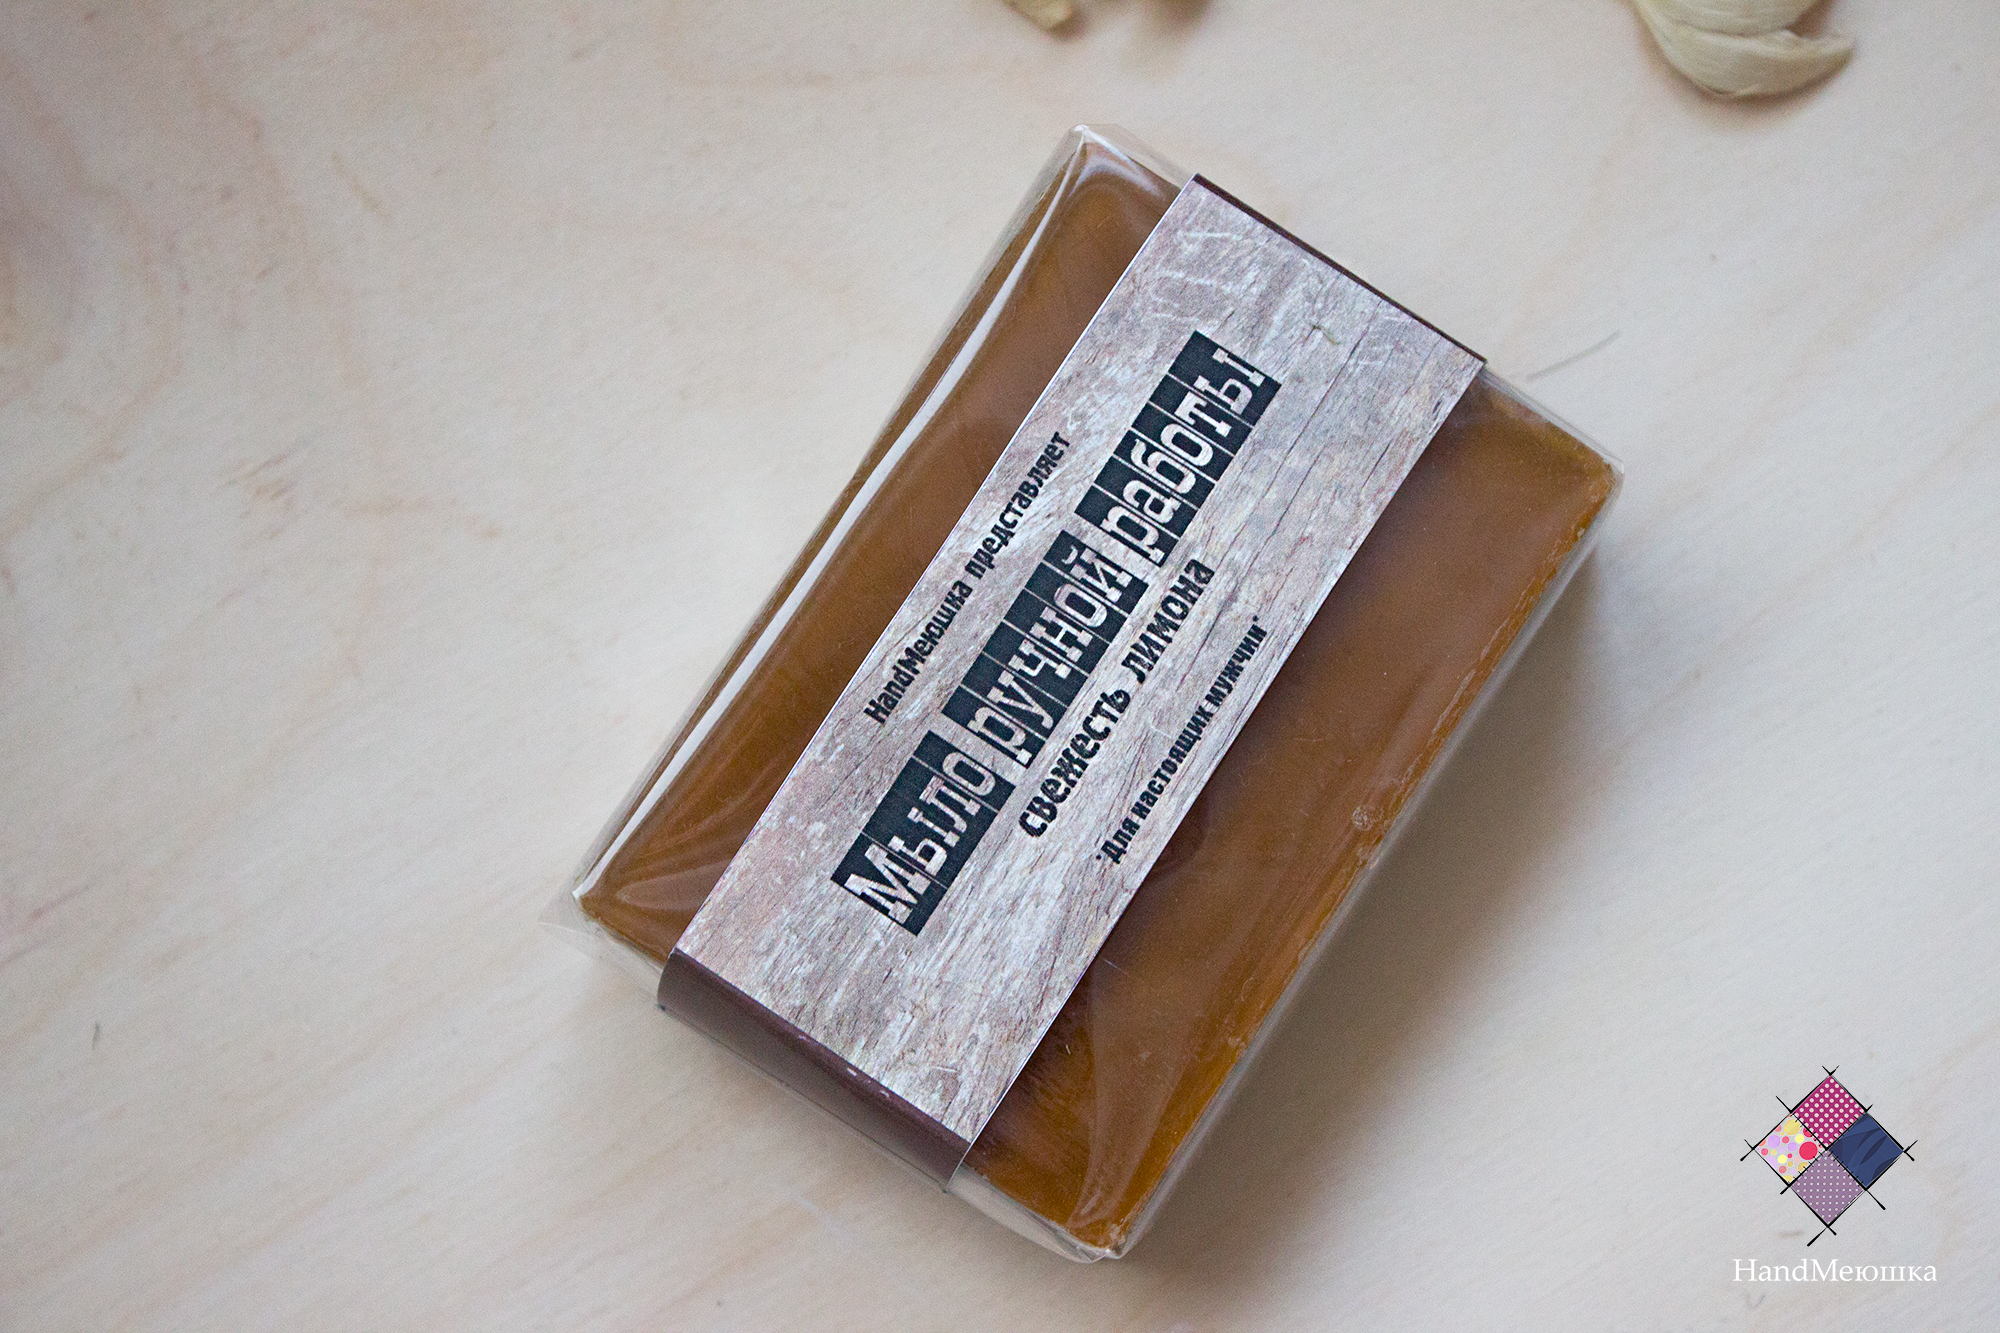 HandМеюшка представляет
Мыло ручной работы
свежесть лимона
*Для настоящих мужчин*
HandМеюшка